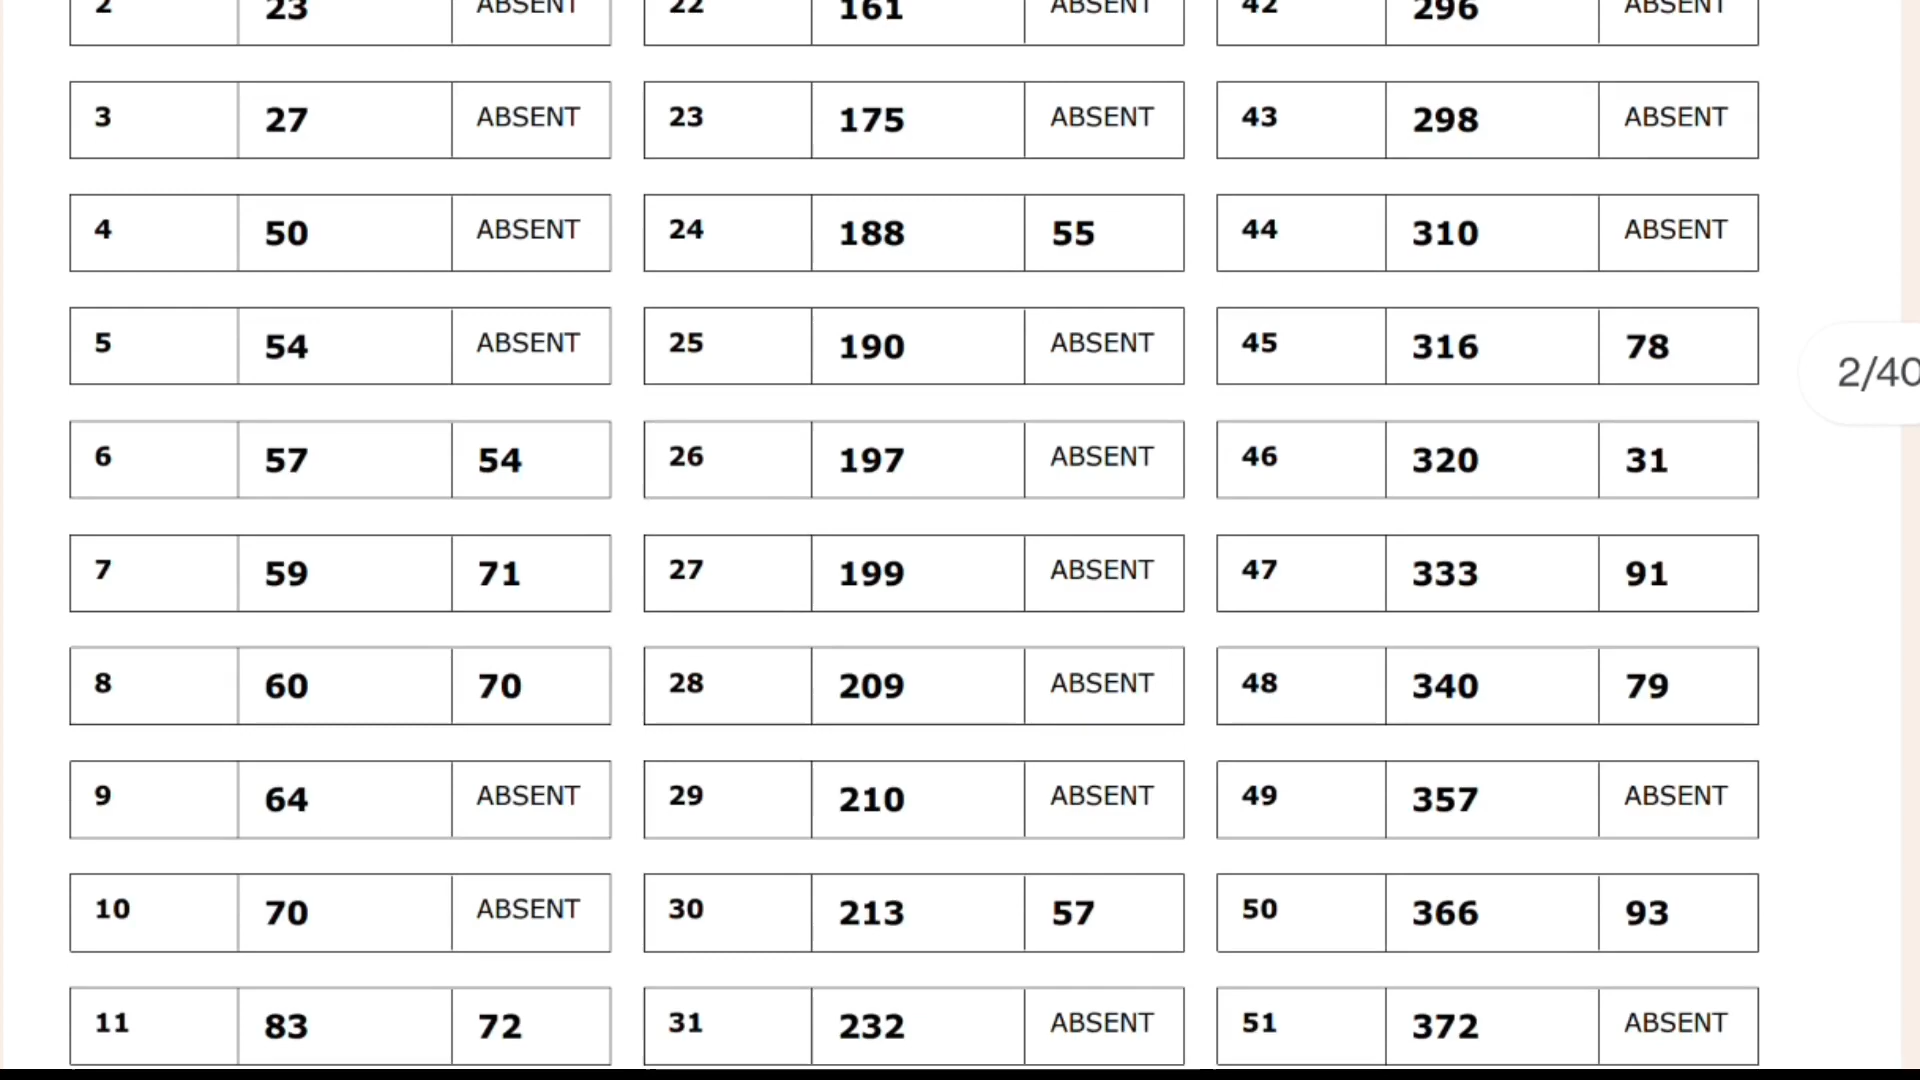 2 23 ABSENT 22 161 ABSENT 42 296 ABSENT
3 27 ABSENT 23 175 ABSENT 43 298 ABSENT
4 50 ABSENT 24 188 55 44 310 ABSENT
5 54 ABSENT 25 190 ABSENT 45 316 78
2/40
6 57 54 26 197 ABSENT 46 320 31
7 59 71 27 199 ABSENT 47 333 91
8 60 70 28 209 ABSENT 48 340 79
9 64 ABSENT 29 210 ABSENT 49 357 ABSENT
10 70 ABSENT 30 213 57 50 366 93
11 83 72 31 232 ABSENT 51 372 ABSENT